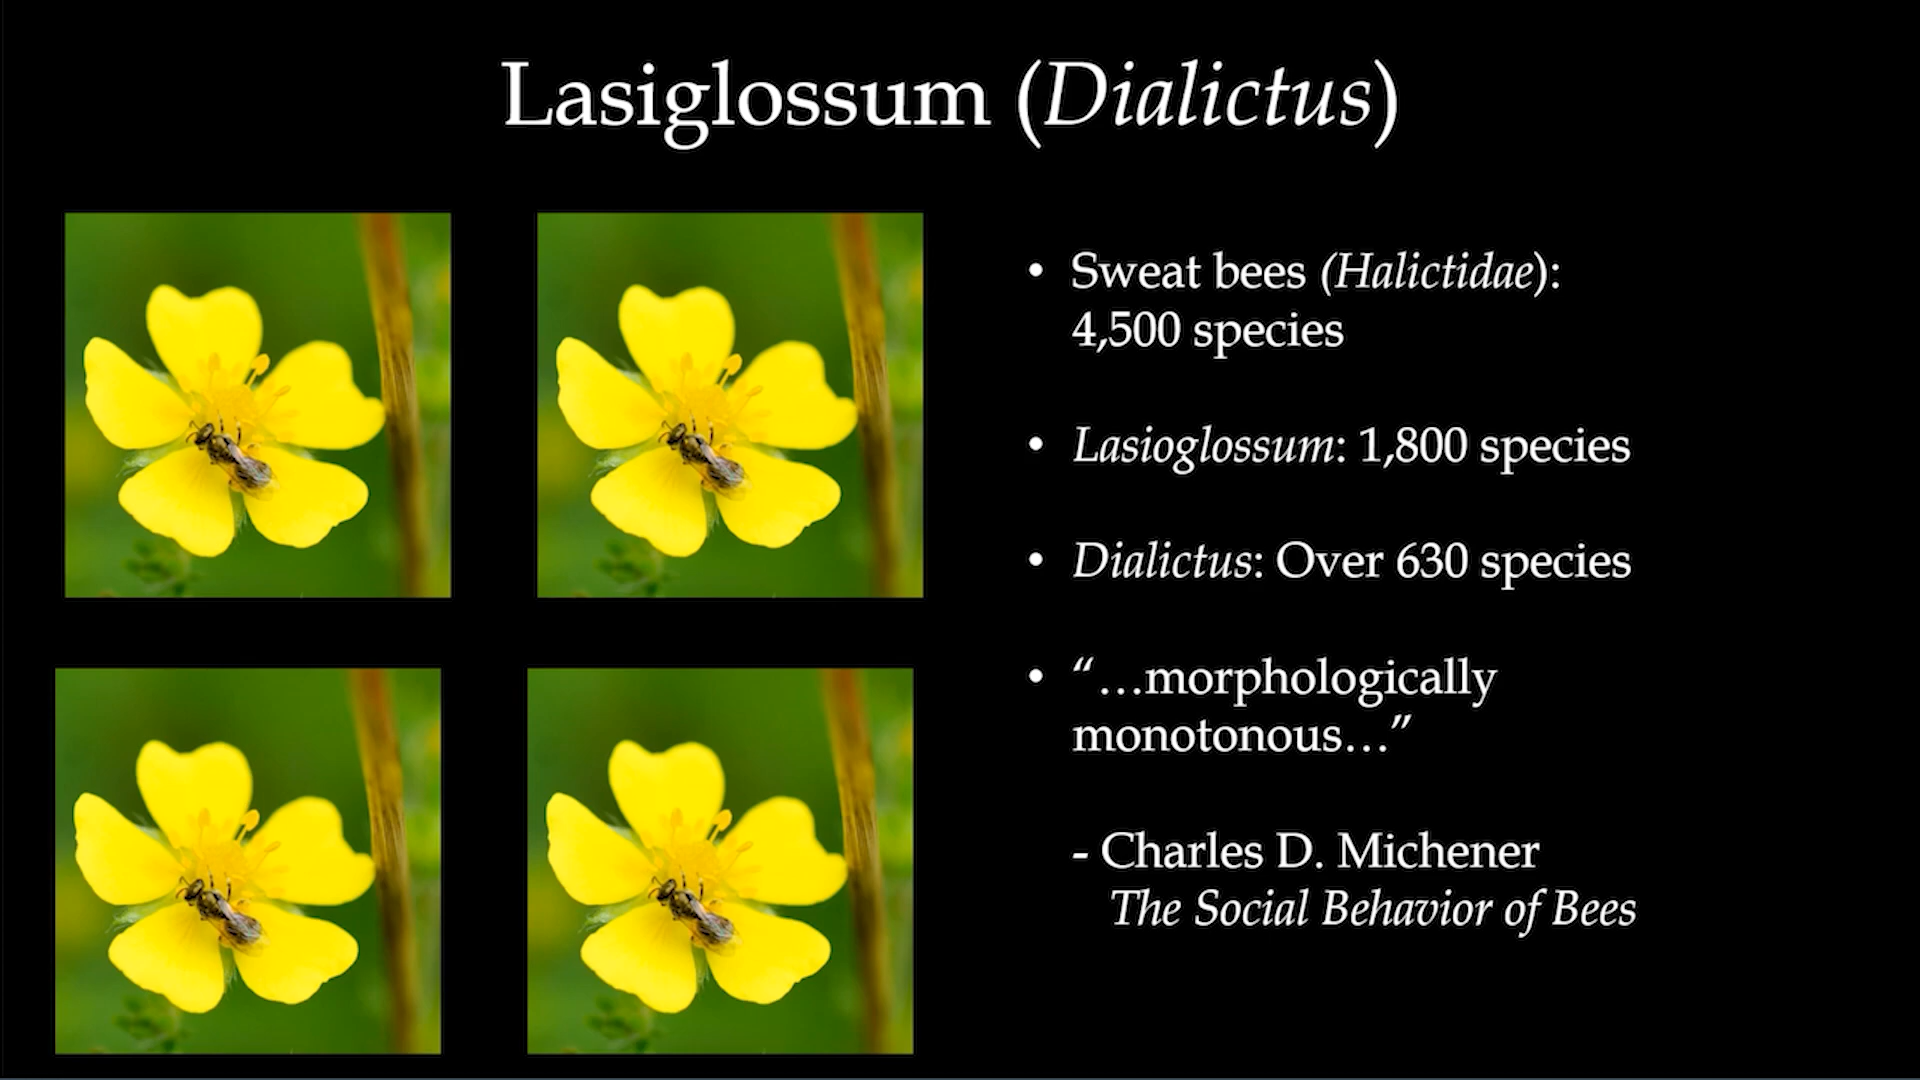 Lasiglossum (Dialictus)
• Sweat bees (Halictidae):
4,500 species
• Lasioglossum: 1,800 species
• Dialictus: Over 630 species
• “…morphologically
monotonous…”
- Charles D. Michener
The Social Behavior of Bees